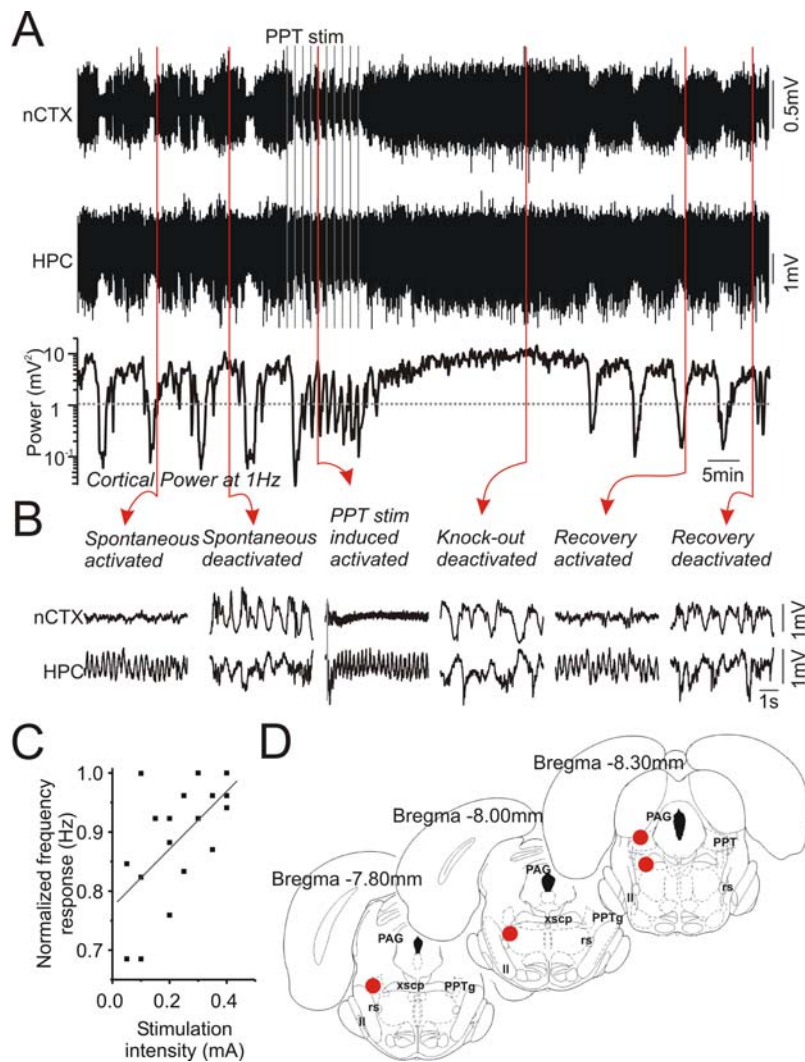 A
PPT stim
nCTX
0.5mV
HPC
1mV
Power (mV²)
10
1
10⁻¹
Cortical Power at 1Hz
5min
B
Spontaneous activated
Spontaneous deactivated
PPT stim induced activated
Knock-out deactivated
Recovery activated
Recovery deactivated
nCTX
1mV
HPC
1mV
1s
C
Normalized frequency response (Hz)
1.0
0.9
0.8
0.7
0.0 0.2 0.4
Stimulation intensity (mA)
D
Bregma -8.30mm
PAG
PPT
rs
ll
Bregma -8.00mm
PAG
xscp
PPTg
rs
ll
Bregma -7.80mm
PAG
xscp
PPTg
rs
ll